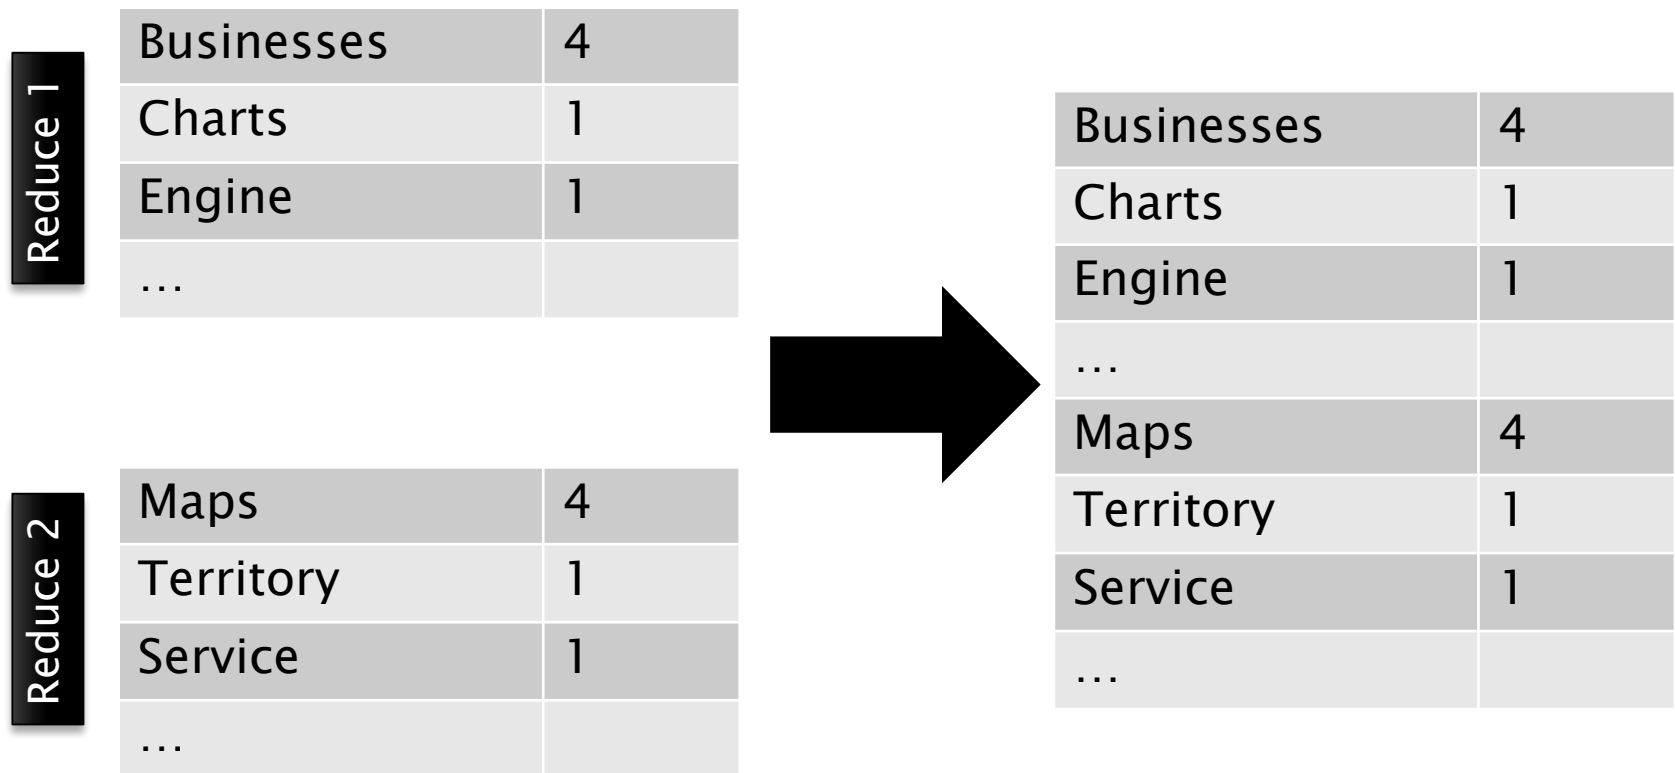 Reduce 1
Businesses 4
Charts 1
Engine 1
…
Reduce 2
Maps 4
Territory 1
Service 1
…
Businesses 4
Charts 1
Engine 1
…
Maps 4
Territory 1
Service 1
…